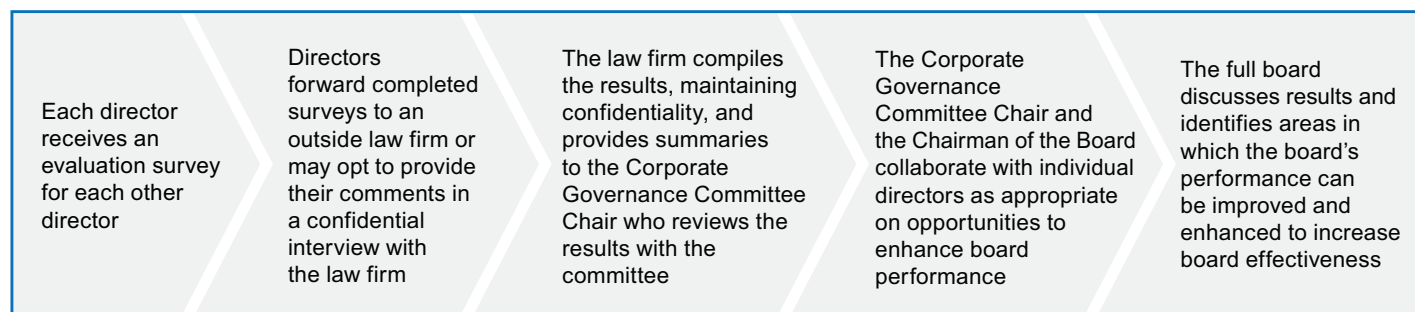 Each director
receives an
evaluation survey
for each other
director
Directors
forward completed
surveys to an
outside law firm or
may opt to provide
their comments in
a confidential
interview with
the law firm
The law firm compiles
the results, maintaining
confidentiality, and
provides summaries
to the Corporate
Governance Committee
Chair who reviews the
results with the
committee
The Corporate
Governance
Committee Chair and
the Chairman of the Board
collaborate with individual
directors as appropriate
on opportunities to
enhance board
performance
The full board
discusses results and
identifies areas in
which the board's
performance can
be improved and
enhanced to increase
board effectiveness